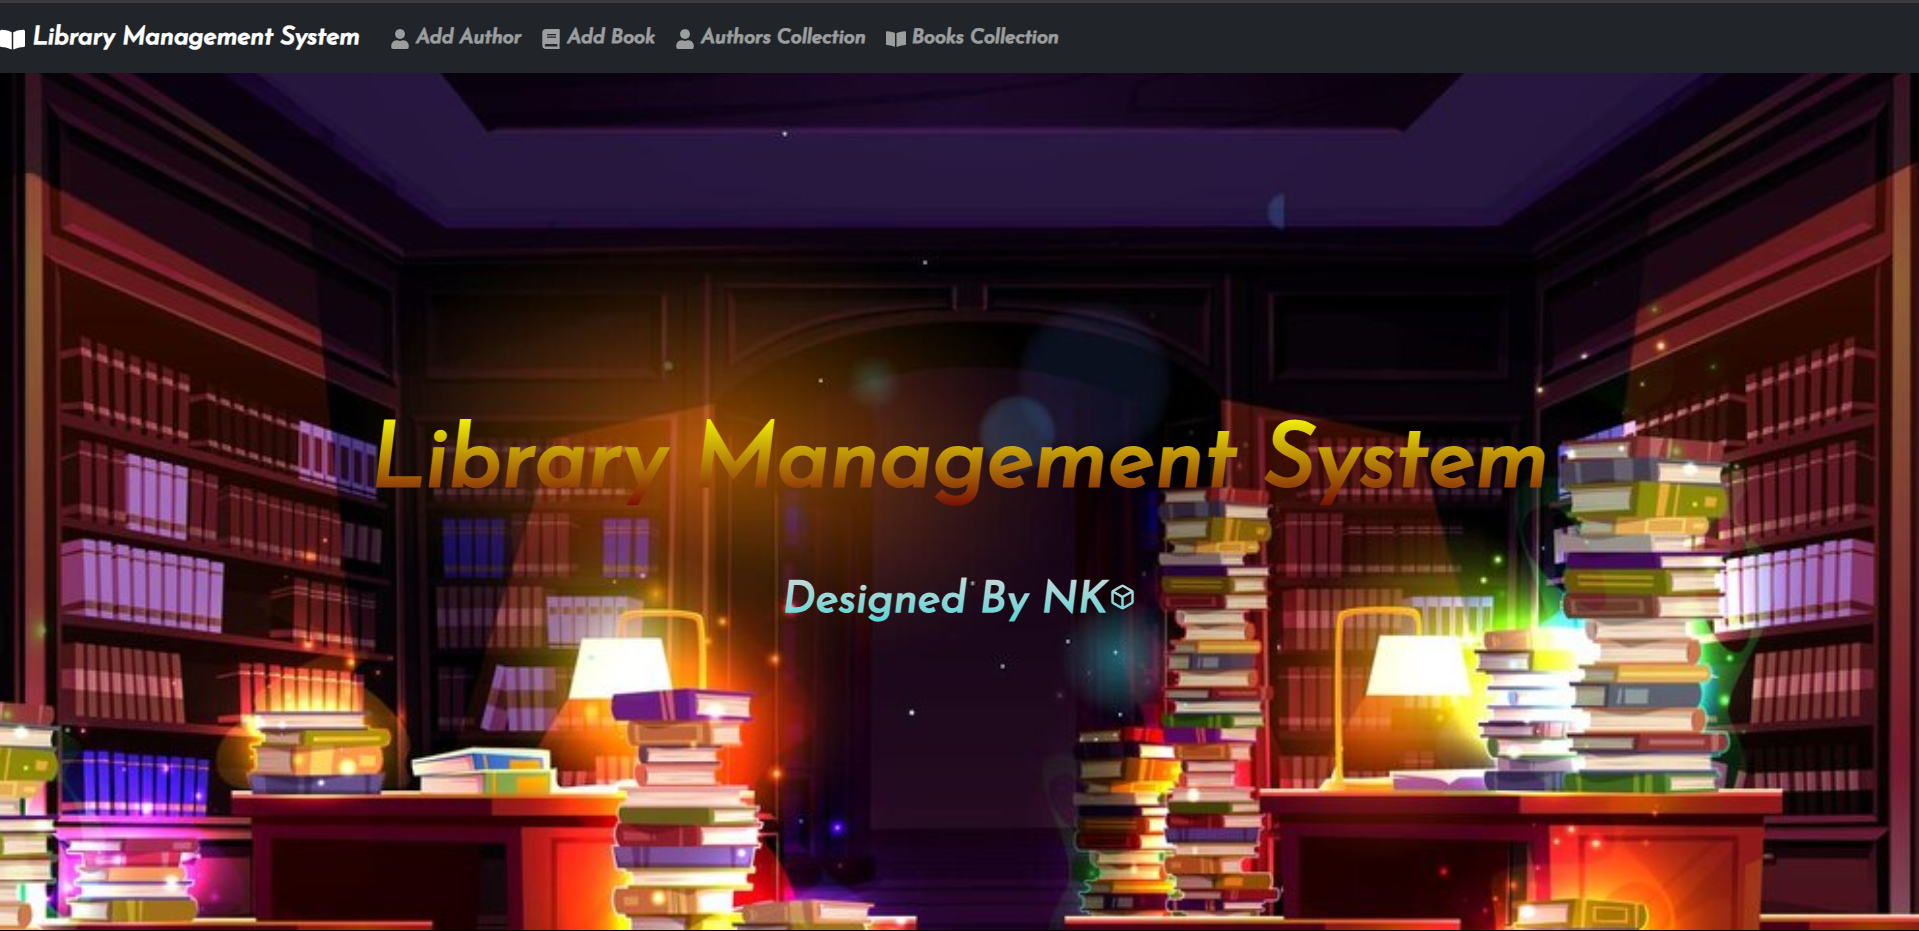 Library Management System Add Author Add Book Authors Collection Books Collection
Library Management System
Designed By NK